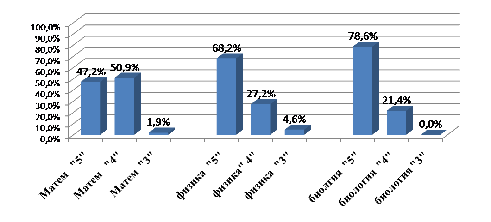 100,0%
90,0%
80,0%
70,0%
60,0%
50,0%
40,0%
30,0%
20,0%
10,0%
0,0%
47,2%
50,9%
1,9%
68,2%
27,2%
4,6%
78,6%
21,4%
0,0%
Матем "5"
Матем "4"
Матем "3"
физика "5"
физика"4"
физика "3"
биолгия "5"
биология "4"
биология "3"